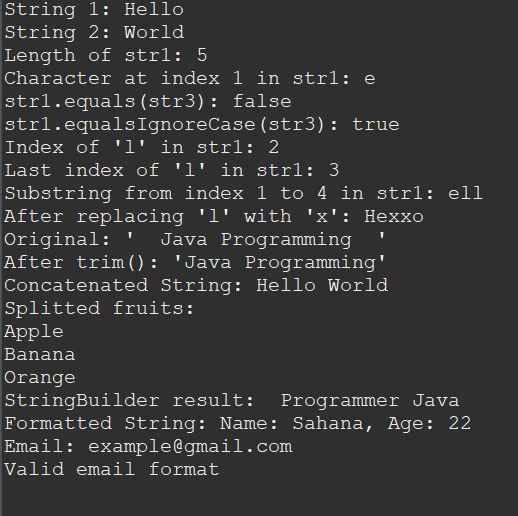 String 1: Hello
String 2: World
Length of str1: 5
Character at index 1 in str1: e
str1.equals(str3): false
str1.equalsIgnoreCase(str3): true
Index of 'l' in str1: 2
Last index of 'l' in str1: 3
Substring from index 1 to 4 in str1: ell
After replacing 'l' with 'x': Hexxo
Original: '  Java Programming  '
After trim(): 'Java Programming'
Concatenated String: Hello World
Splitted fruits:
Apple
Banana
Orange
StringBuilder result:  Programmer Java
Formatted String: Name: Sahana, Age: 22
Email: example@gmail.com
Valid email format